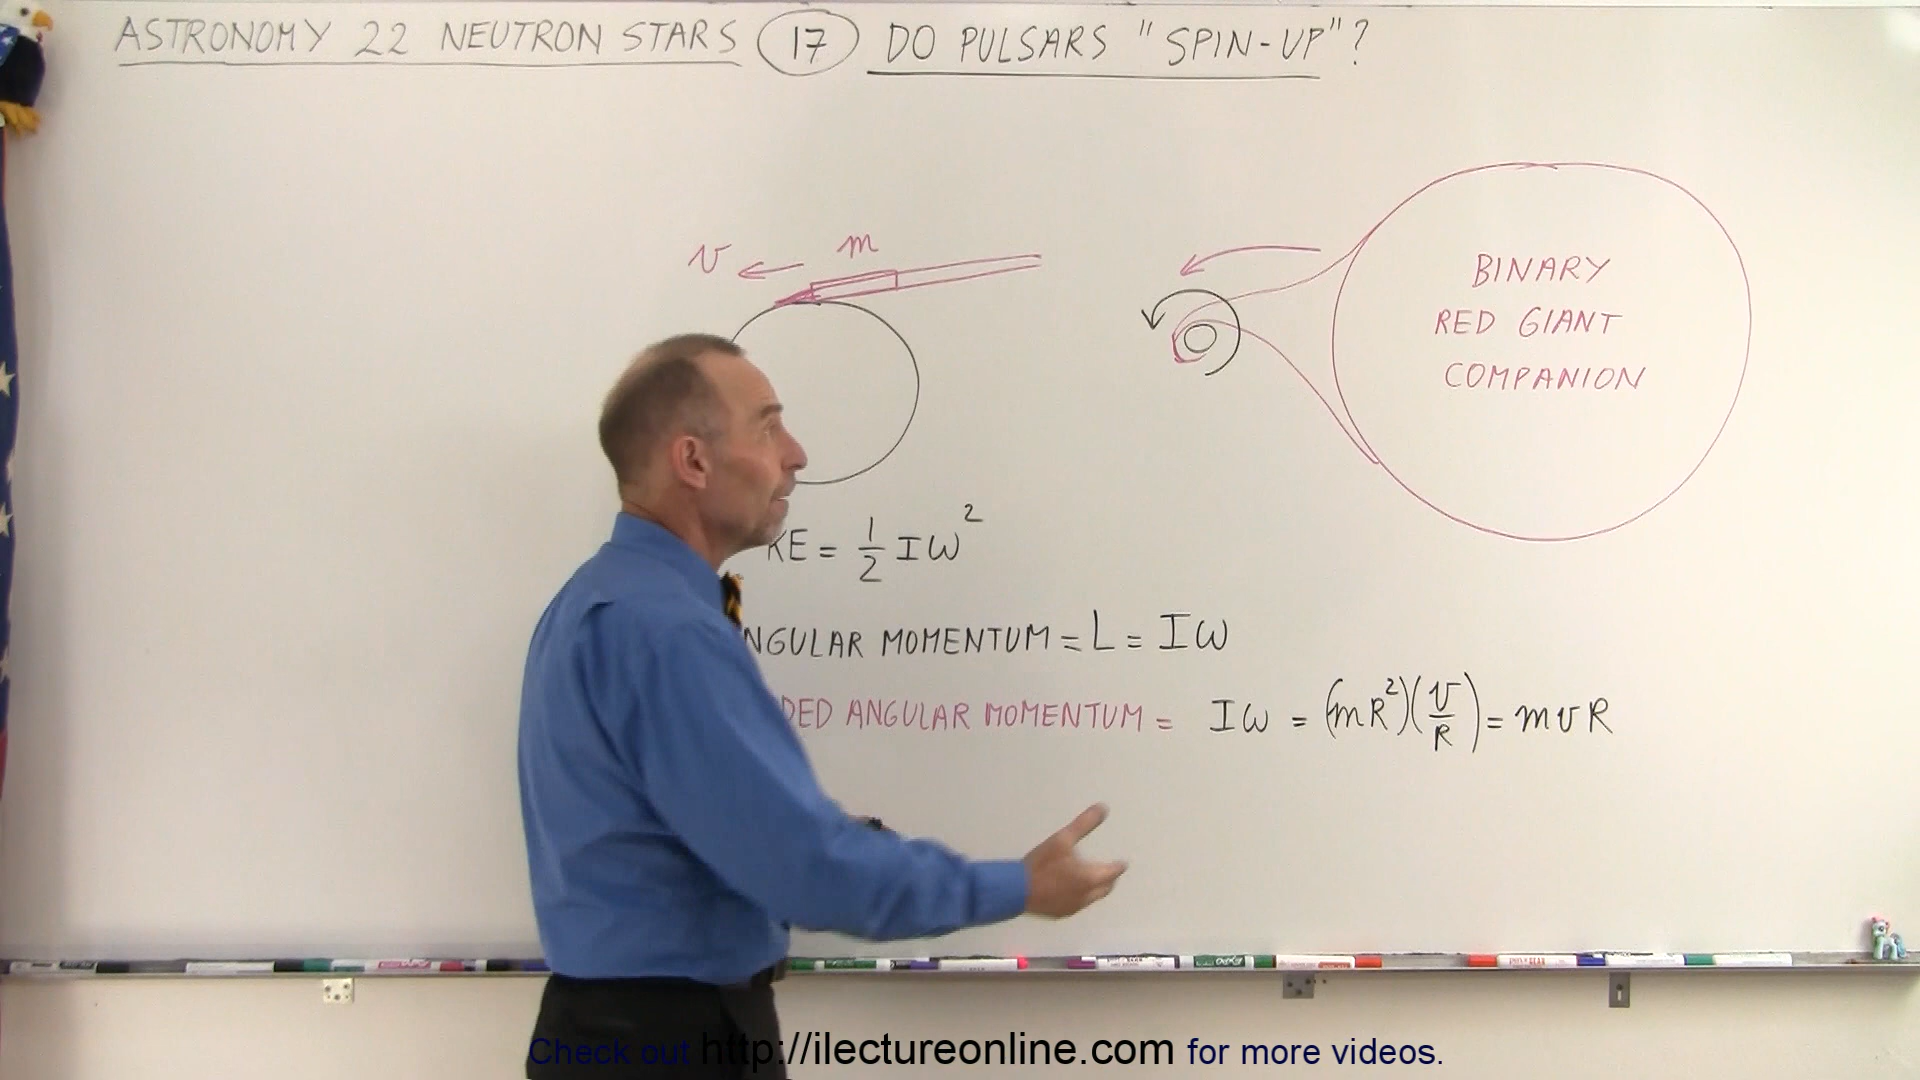 ASTRONOMY 22 NEUTRON STARS 17 DO PULSARS "SPIN-UP"?
v m
BINARY
RED GIANT
COMPANION
KE = 1/2 Iω²
NGULAR MOMENTUM = L = Iω
DED ANGULAR MOMENTUM = Iω = (mR²)(v/R) = mvR
Check out http://ilectureonline.com for more videos.